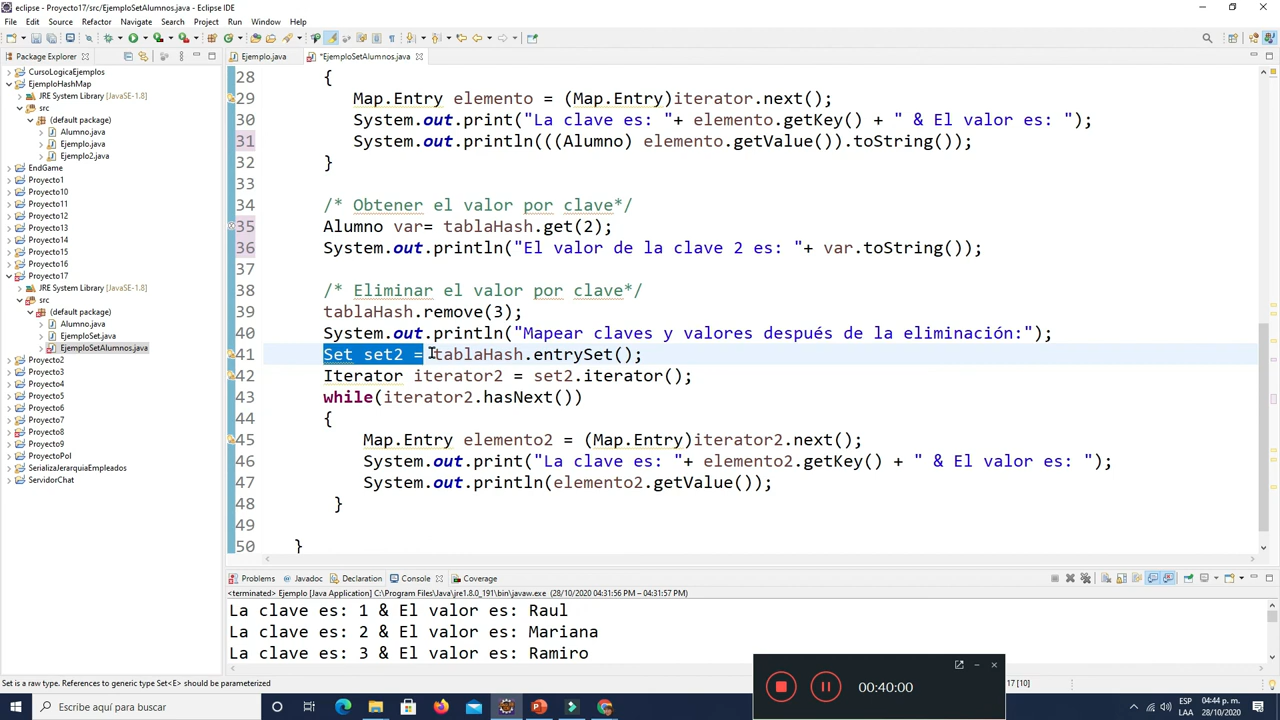 eclipse - Proyecto17/src/EjemploSetAlumnos.java - Eclipse IDE
File Edit Source Refactor Navigate Search Project Run Window Help
Package Explorer
CursoLogicaEjemplos
EjemploHashMap
JRE System Library [JavaSE-1.8]
src
(default package)
Alumno.java
Ejemplo.java
Ejemplo2.java
EndGame
Proyecto1
Proyecto10
Proyecto11
Proyecto12
Proyecto13
Proyecto14
Proyecto15
Proyecto16
Proyecto17
JRE System Library [JavaSE-1.8]
src
(default package)
Alumno.java
EjemploSet.java
EjemploSetAlumnos.java
Proyecto2
Proyecto3
Proyecto4
Proyecto5
Proyecto6
Proyecto7
Proyecto8
Proyecto9
ProyectoPol
SerializaJerarquiaEmpleados
ServidorChat
Ejemplo.java *EjemploSetAlumnos.java
28 {
29 Map.Entry elemento = (Map.Entry)iterator.next();
30 System.out.print("La clave es: "+ elemento.getKey() + " & El valor es: ");
31 System.out.println(((Alumno) elemento.getValue()).toString());
32 }
33
34 /* Obtener el valor por clave*/
35 Alumno var= tablaHash.get(2);
36 System.out.println("El valor de la clave 2 es: "+ var.toString());
37
38 /* Eliminar el valor por clave*/
39 tablaHash.remove(3);
40 System.out.println("Mapear claves y valores después de la eliminación:");
41 Set set2 = tablaHash.entrySet();
42 Iterator iterator2 = set2.iterator();
43 while(iterator2.hasNext())
44 {
45 Map.Entry elemento2 = (Map.Entry)iterator2.next();
46 System.out.print("La clave es: "+ elemento2.getKey() + " & El valor es: ");
47 System.out.println(elemento2.getValue());
48 }
49
50 }
Problems Javadoc Declaration Console Coverage
<terminated> Ejemplo [Java Application] C:\Program Files\Java\jre1.8.0_191\bin\javaw.exe (28/10/2020 04:31:56 PM – 04:31:57 PM)
La clave es: 1 & El valor es: Raul
La clave es: 2 & El valor es: Mariana
La clave es: 3 & El valor es: Ramiro
Set is a raw type. References to generic type Set<E> should be parameterized
17 [10]
00:40:00
Escribe aquí para buscar
ESP
LAA
04:44 p. m.
28/10/2020